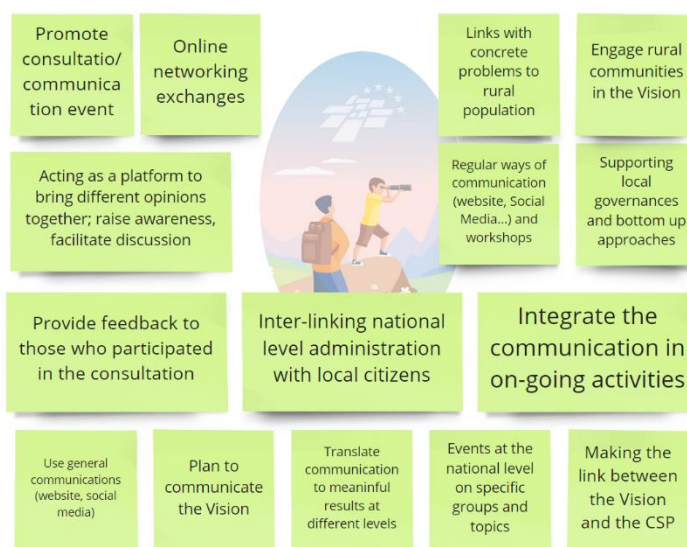 Promote
consultatio/
communica
tion event
Online
networking
exchanges
Links with
concrete
problems to
rural
population
Engage rural
communities
in the Vision
Acting as a platform to
bring different opinions
together; raise awareness,
facilitate discussion
Regular ways of
communication
(website, Social
Media...) and
workshops
Supporting
local
governances
and bottom up
approaches
Provide feedback to
those who participated
in the consultation
Inter-linking national
level administration
with local citizens
Integrate the
communication in
on-going activities
Use general
communications
(website, social
media)
Plan to
communicate
the Vision
Translate
communication
to meaninful
results at
different levels
Events at the
national level
on specific
groups and
topics
Making the
link between
the Vision
and the CSP